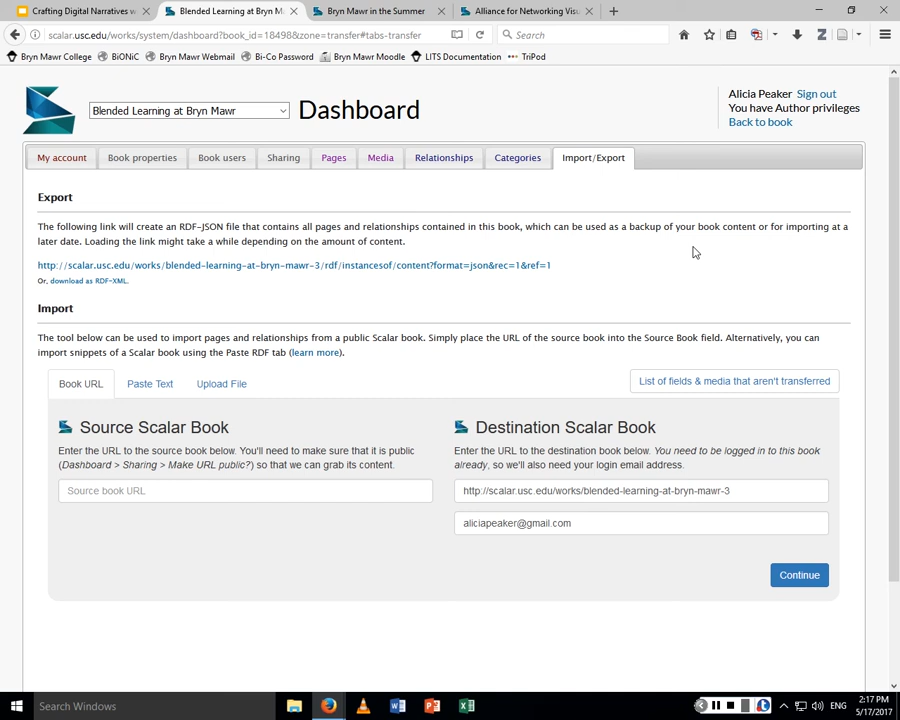 Crafting Digital Narratives w
Blended Learning at Bryn M
Bryn Mawr in the Summer
Alliance for Networking Visu
scalar.usc.edu/works/system/dashboard?book_id=18498&zone=transfer#tabs-transfer
Search
Bryn Mawr College
BiONiC
Bryn Mawr Webmail
Bi-Co Password
Bryn Mawr Moodle
LITS Documentation
TriPod
Blended Learning at Bryn Mawr
Dashboard
Alicia Peaker Sign out
You have Author privileges
Back to book
My account
Book properties
Book users
Sharing
Pages
Media
Relationships
Categories
Import/Export
Export
The following link will create an RDF-JSON file that contains all pages and relationships contained in this book, which can be used as a backup of your book content or for importing at a
later date. Loading the link might take a while depending on the amount of content.
http://scalar.usc.edu/works/blended-learning-at-bryn-mawr-3/rdf/instancesof/content?format=json&rec=1&ref=1
Or, download as RDF-XML.
Import
The tool below can be used to import pages and relationships from a public Scalar book. Simply place the URL of the source book into the Source Book field. Alternatively, you can
import snippets of a Scalar book using the Paste RDF tab (learn more).
Book URL
Paste Text
Upload File
List of fields & media that aren't transferred
Source Scalar Book
Enter the URL to the source book below. You'll need to make sure that it is public
(Dashboard > Sharing > Make URL public?) so that we can grab its content.
Source book URL
Destination Scalar Book
Enter the URL to the destination book below. You need to be logged in to this book
already, so we'll also need your login email address.
http://scalar.usc.edu/works/blended-learning-at-bryn-mawr-3
aliciapeaker@gmail.com
Continue
Search Windows
ENG
2:17 PM
5/17/2017